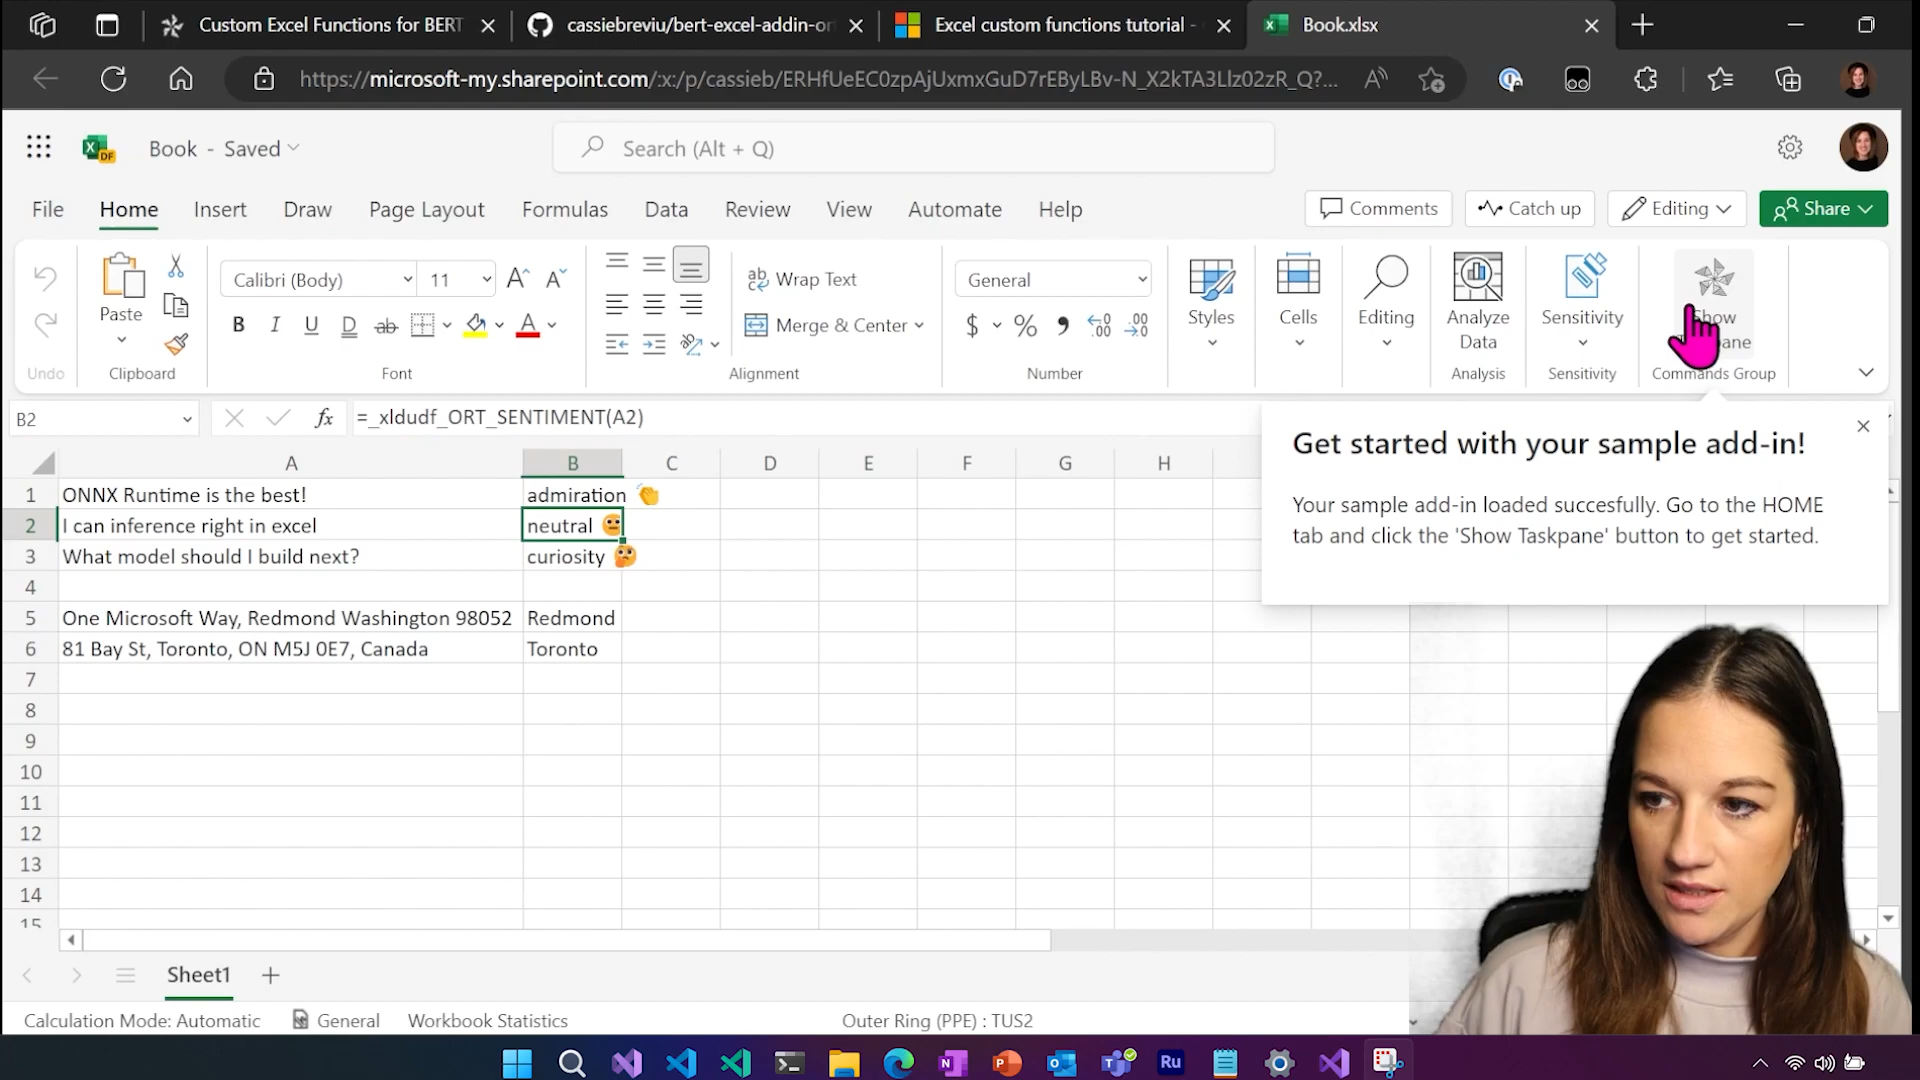 Custom Excel Functions for BERT
cassiebreviu/bert-excel-addin-or
Excel custom functions tutorial -
Book.xlsx
https://microsoft-my.sharepoint.com/:x:/p/cassieb/ERHfUeEC0zpAjUxmxGuD7rEByLBv-N_X2kTA3Llz02zR_Q?...
Book - Saved
Search (Alt + Q)
File Home Insert Draw Page Layout Formulas Data Review View Automate Help
Comments Catch up Editing Share
Calibri (Body) 11
Wrap Text
General
Paste
Merge & Center
Styles Cells Editing Analyze Data Sensitivity Show
Undo Clipboard Font Alignment Number Analysis Sensitivity Commands Group
B2 fx =_xldudf_ORT_SENTIMENT(A2)
Get started with your sample add-in!
Your sample add-in loaded succesfully. Go to the HOME
tab and click the 'Show Taskpane' button to get started.
A B C D E F G H
1 ONNX Runtime is the best! admiration 👏
2 I can inference right in excel neutral 😐
3 What model should I build next? curiosity 🤔
4
5 One Microsoft Way, Redmond Washington 98052 Redmond
6 81 Bay St, Toronto, ON M5J 0E7, Canada Toronto
7
8
9
10
11
12
13
14
15
Sheet1
Calculation Mode: Automatic General Workbook Statistics Outer Ring (PPE) : TUS2
Ru